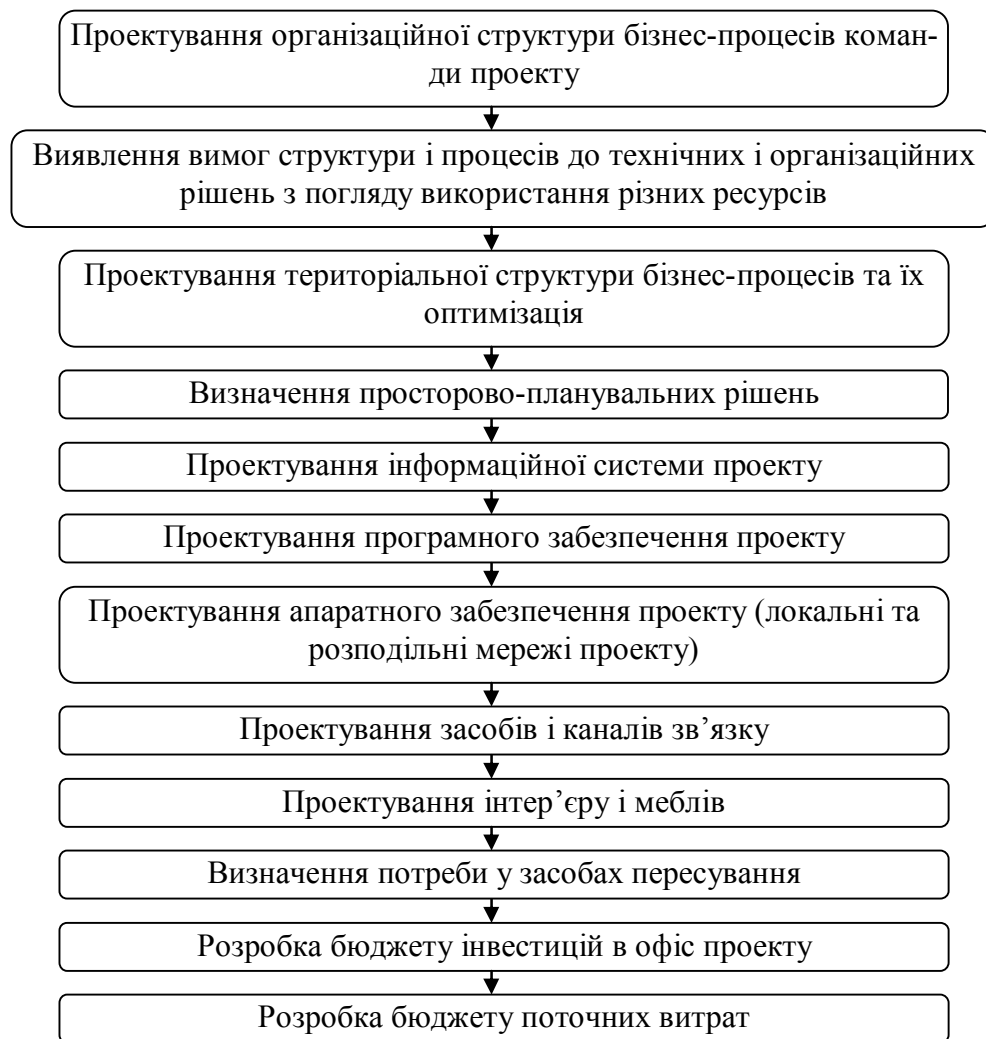 Проектування організаційної структури бізнес-процесів коман-
ди проекту
Виявлення вимог структури і процесів до технічних і організаційних
рішень з погляду використання різних ресурсів
Проектування територіальної структури бізнес-процесів та їх
оптимізація
Визначення просторово-планувальних рішень
Проектування інформаційної системи проекту
Проектування програмного забезпечення проекту
Проектування апаратного забезпечення проекту (локальні та
розподільні мережі проекту)
Проектування засобів і каналів зв’язку
Проектування інтер’єру і меблів
Визначення потреби у засобах пересування
Розробка бюджету інвестицій в офіс проекту
Розробка бюджету поточних витрат